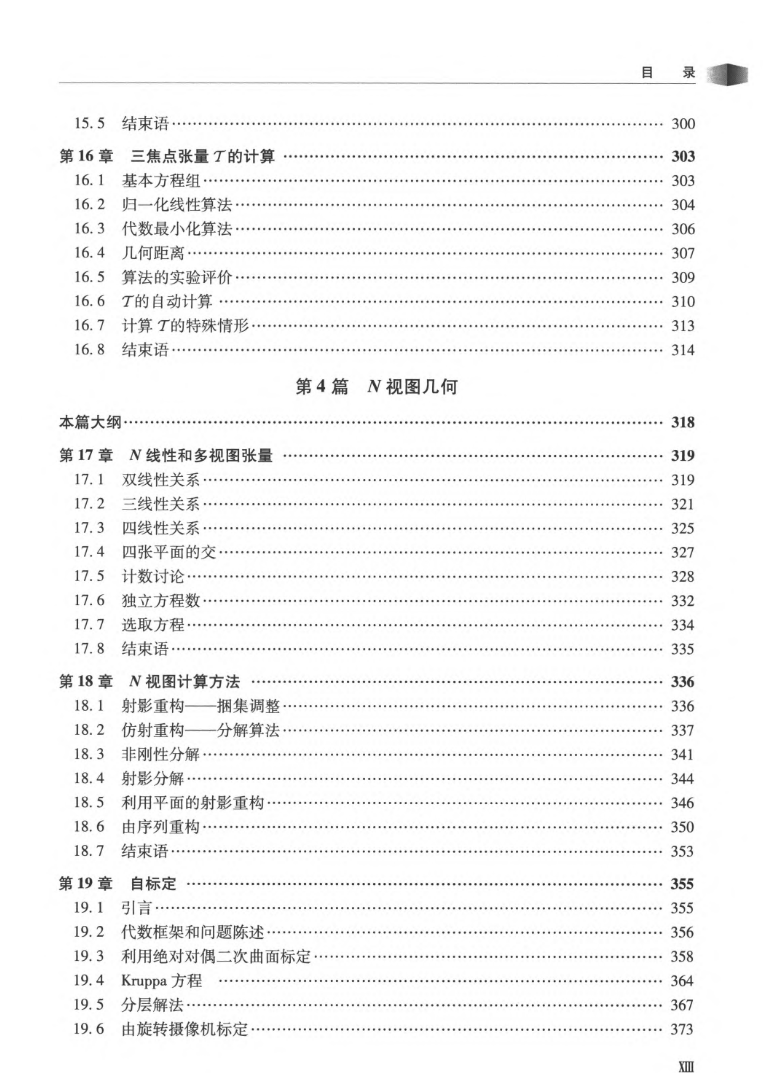 目 录
15.5 结束语 300
第 16 章 三焦点张量 T 的计算 303
16.1 基本方程组 303
16.2 归一化线性算法 304
16.3 代数最小化算法 306
16.4 几何距离 307
16.5 算法的实验评价 309
16.6 T的自动计算 310
16.7 计算 T的特殊情形 313
16.8 结束语 314
第 4 篇 N 视图几何
本篇大纲 318
第 17 章 N 线性和多视图张量 319
17.1 双线性关系 319
17.2 三线性关系 321
17.3 四线性关系 325
17.4 四张平面的交 327
17.5 计数讨论 328
17.6 独立方程数 332
17.7 选取方程 334
17.8 结束语 335
第 18 章 N 视图计算方法 336
18.1 射影重构——捆集调整 336
18.2 仿射重构——分解算法 337
18.3 非刚性分解 341
18.4 射影分解 344
18.5 利用平面的射影重构 346
18.6 由序列重构 350
18.7 结束语 353
第 19 章 自标定 355
19.1 引言 355
19.2 代数框架和问题陈述 356
19.3 利用绝对对偶二次曲面标定 358
19.4 Kruppa 方程 364
19.5 分层解法 367
19.6 由旋转摄像机标定 373
XIII